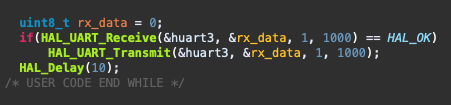 uint8_t rx_data = 0;
if(HAL_UART_Receive(&huart3, &rx_data, 1, 1000) == HAL_OK)
HAL_UART_Transmit(&huart3, &rx_data, 1, 1000);
HAL_Delay(10);
/* USER CODE END WHILE */